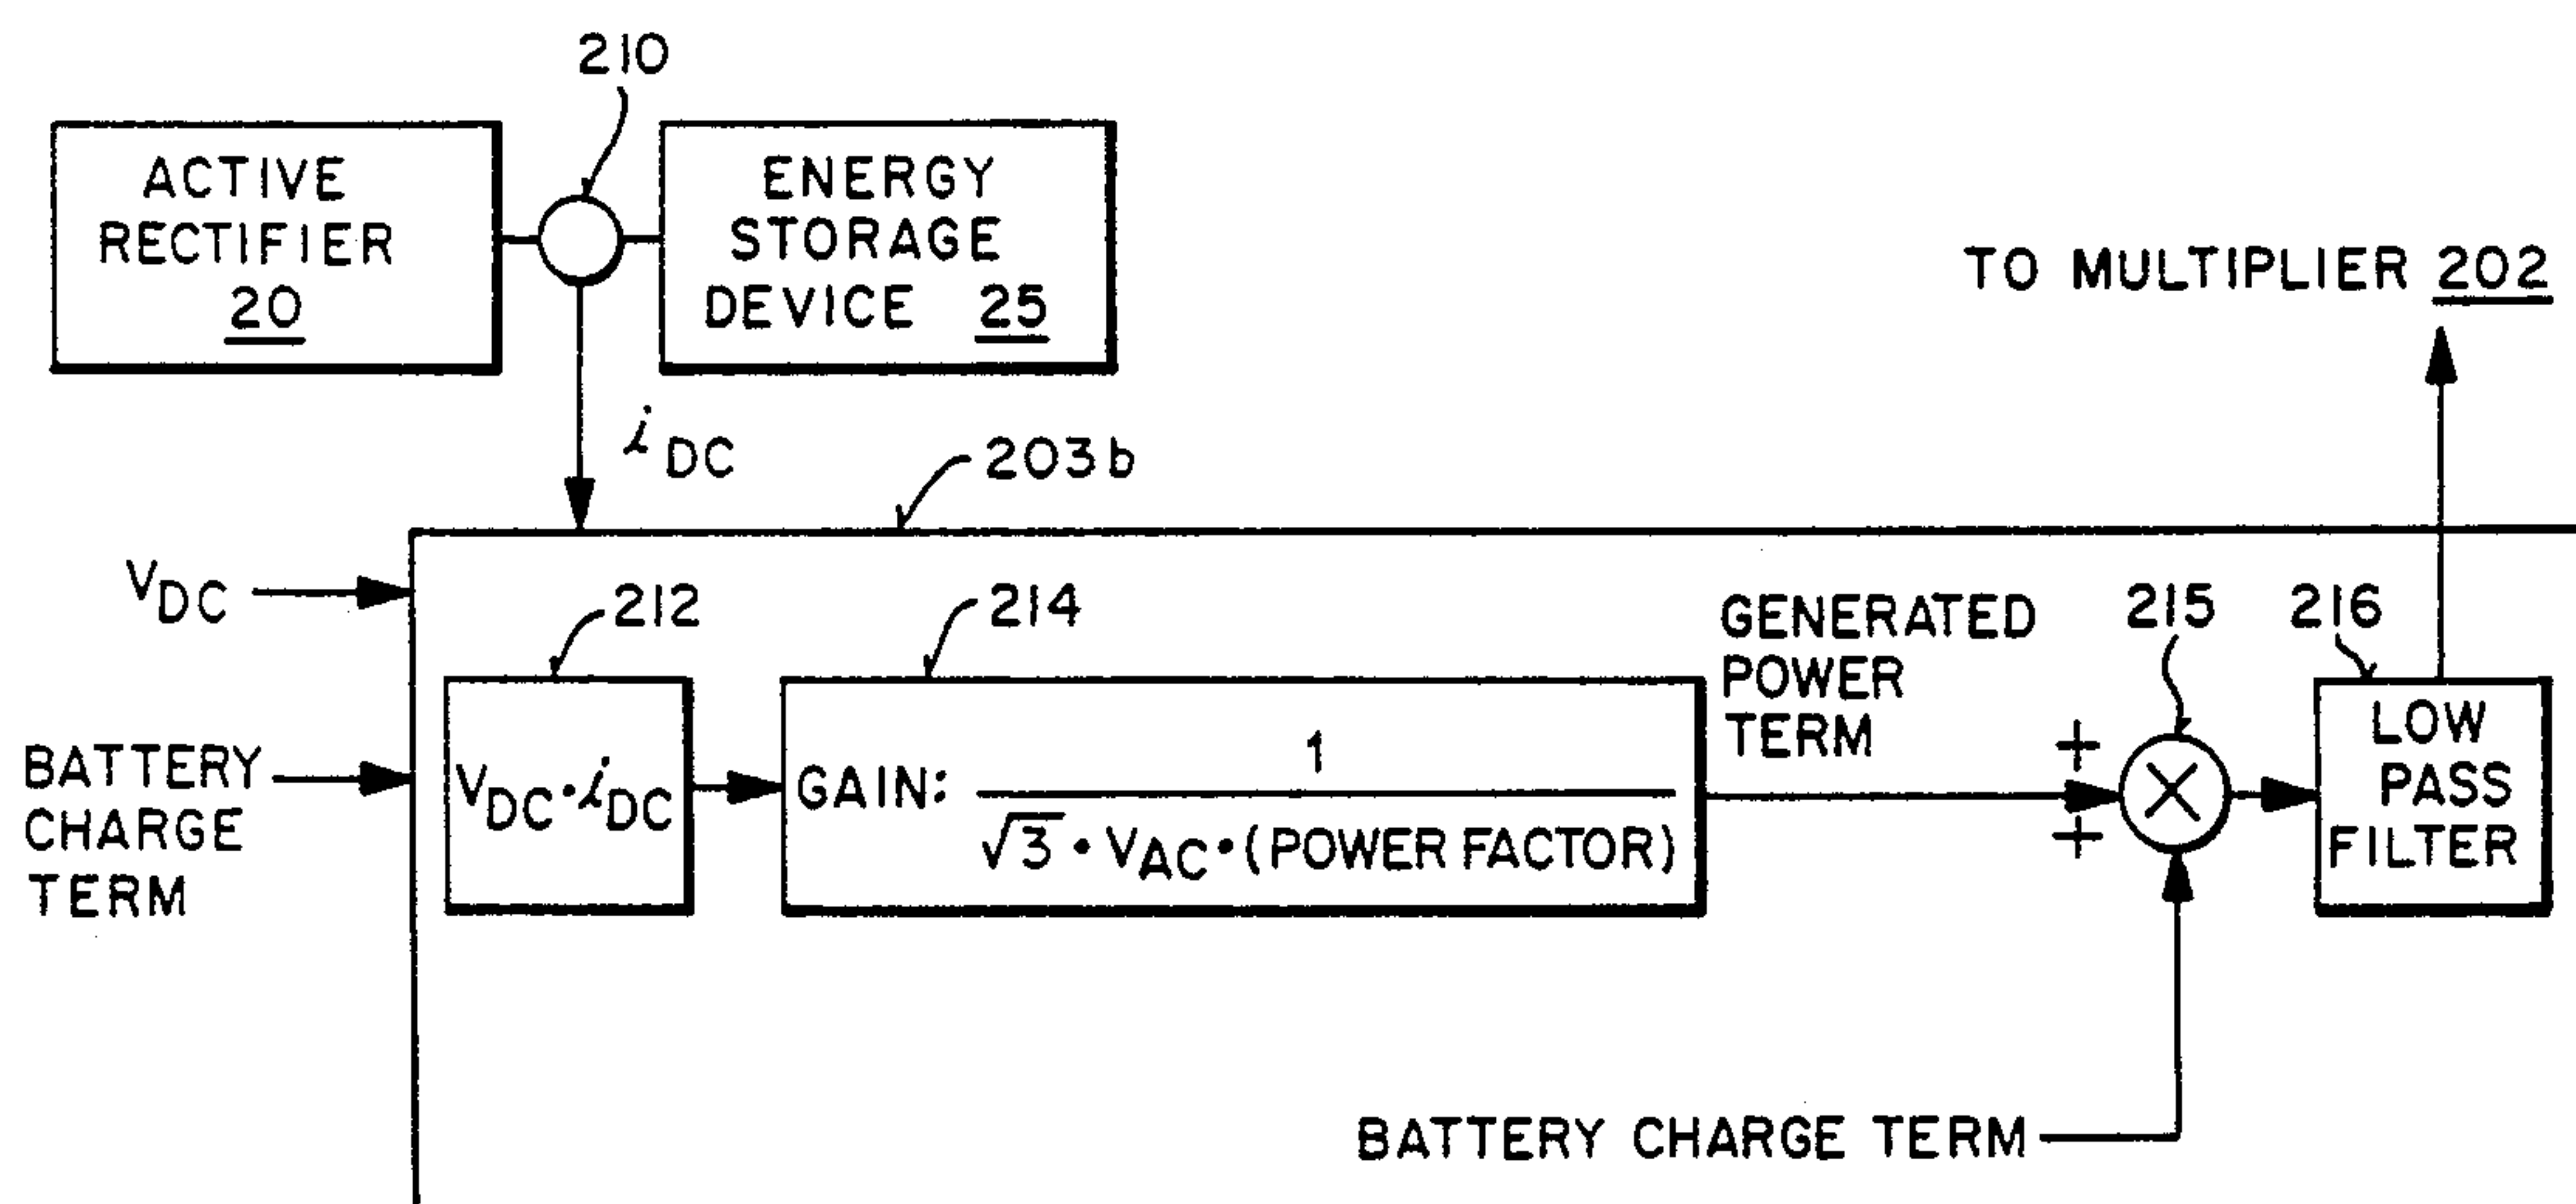 210
ACTIVE
RECTIFIER
20
ENERGY
STORAGE
DEVICE 25
TO MULTIPLIER 202
i DC
203b
VDC
212
214
GENERATED
POWER
TERM
215
216
BATTERY
CHARGE
TERM
VDC·iDC
GAIN: 1
√3 · VAC·(POWER FACTOR)
+
+
×
LOW
PASS
FILTER
BATTERY CHARGE TERM